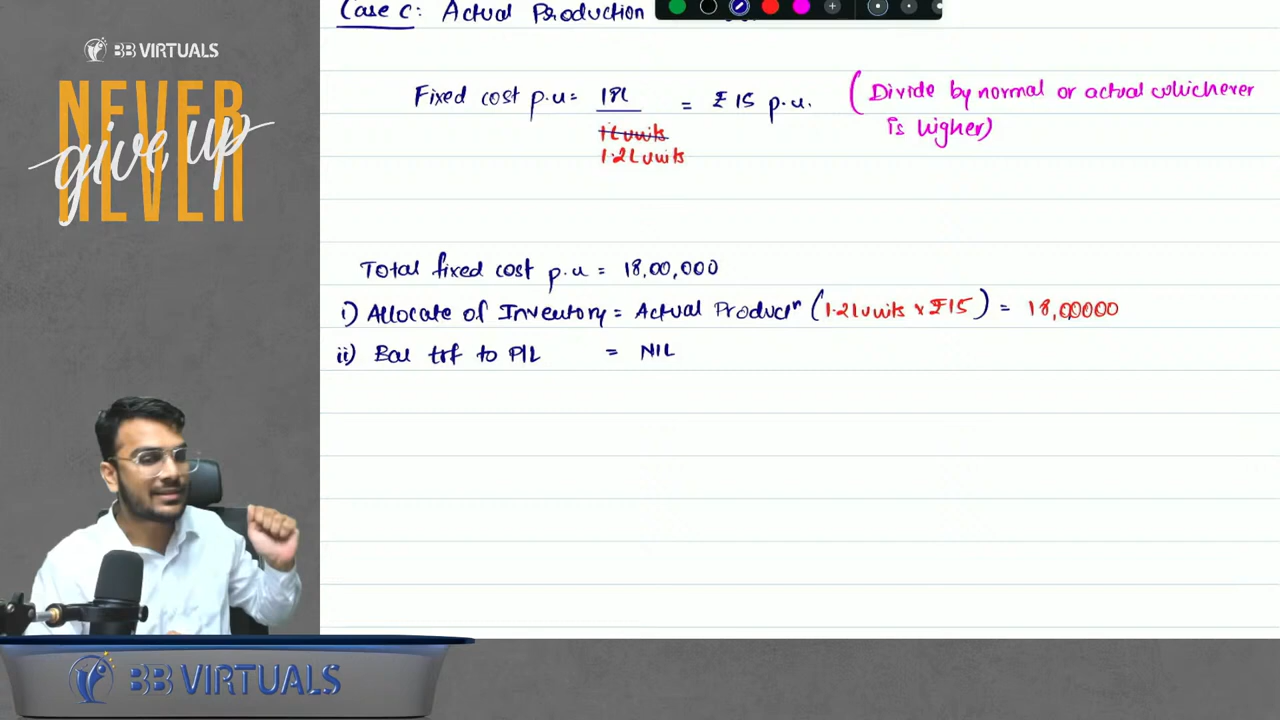 BB VIRTUALS
NEVER
give up
NEVER
Case c: Actual Production
Fixed cost p.u = 18L = ₹15 p.u.
1L units
1.2L units
(Divide by normal or actual whichever
is higher)
Total fixed cost p.u = 18,00,000
i) Allocate of Inventory = Actual Productn (1.2L units x ₹15) = 18,00000
ii) Bal trf to P/L = NIL
BB VIRTUALS